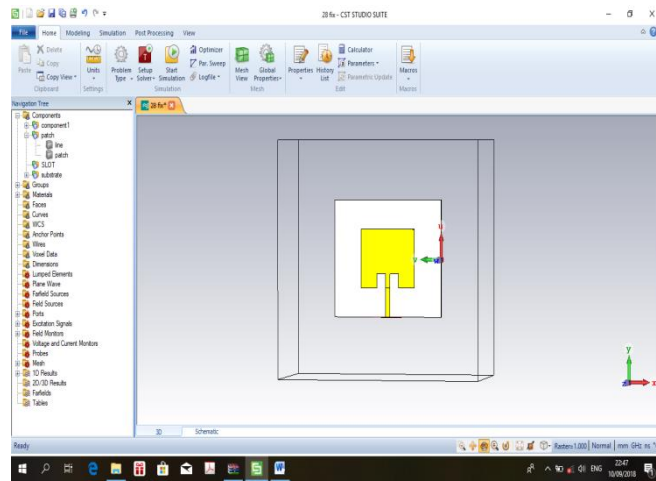 28 fix - CST STUDIO SUITE
File Home Modeling Simulation Post Processing View
Paste
Delete
Copy
Copy View
Clipboard
Units
Settings
Problem Type
Setup Solver
Start Simulation
Optimizer
Par. Sweep
Logfile
Simulation
Mesh View
Global Properties
Mesh
Properties
History List
Calculator
Parameters
Parametric Update
Edit
Macros
Macros
Navigation Tree
28 fix*
Components
component1
patch
line
patch
SLOT
substrate
Groups
Materials
Faces
Curves
WCS
Anchor Points
Wires
Voxel Data
Dimensions
Lumped Elements
Plane Wave
Farfield Sources
Field Sources
Ports
Excitation Signals
Field Monitors
Voltage and Current Monitors
Probes
Mesh
1D Results
2D/3D Results
Farfields
Tables
u
v
w
y
z x
3D Schematic
Ready
Raster=1.000 Normal mm GHz ns
ENG
22:47
10/09/2018